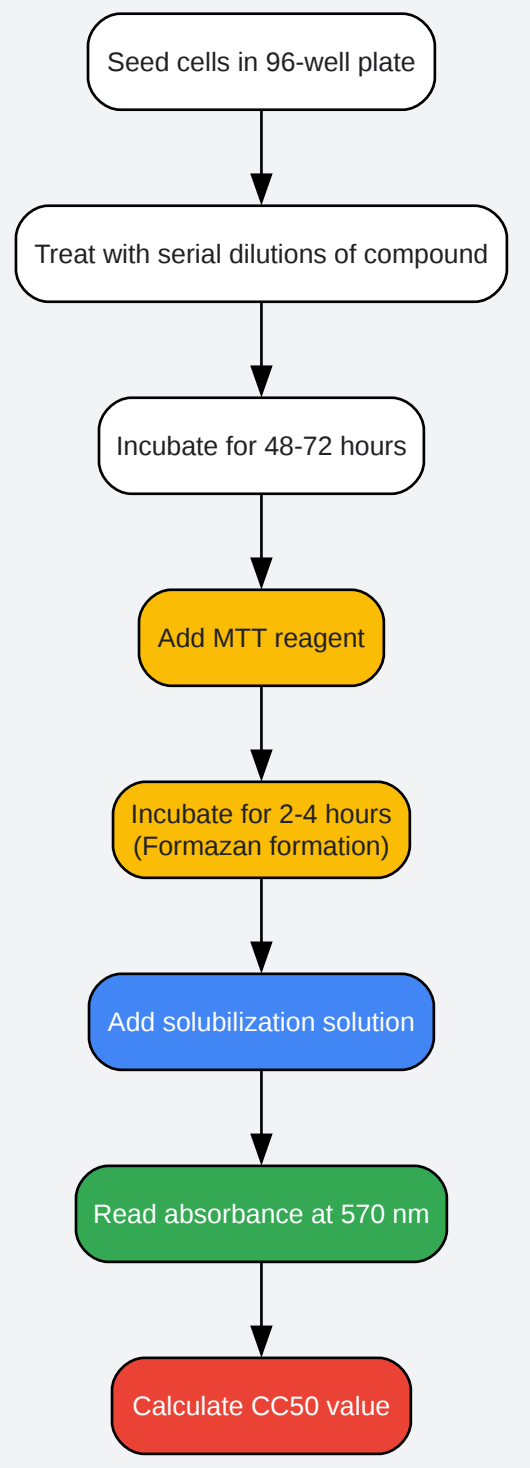 Seed cells in 96-well plate
Treat with serial dilutions of compound
Incubate for 48-72 hours
Add MTT reagent
Incubate for 2-4 hours
(Formazan formation)
Add solubilization solution
Read absorbance at 570 nm
Calculate CC50 value